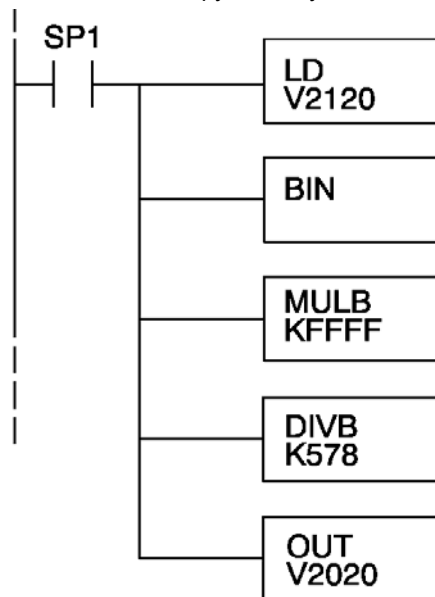 SP1
LD
V2120
BIN
MULB
KFFFF
DIVB
K578
OUT
V2020